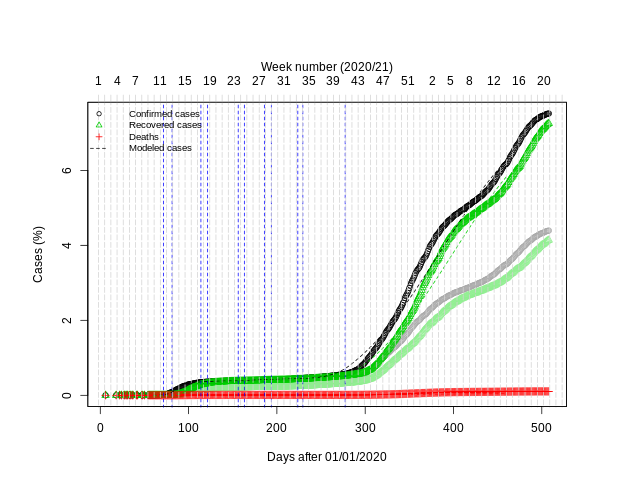 Week number (2020/21)
1 4 7 11 15 19 23 27 31 35 39 43 47 51 2 5 8 12 16 20
Confirmed cases
Recovered cases
Deaths
Modeled cases
Cases (%)
6
4
2
0
0 100 200 300 400 500
Days after 01/01/2020